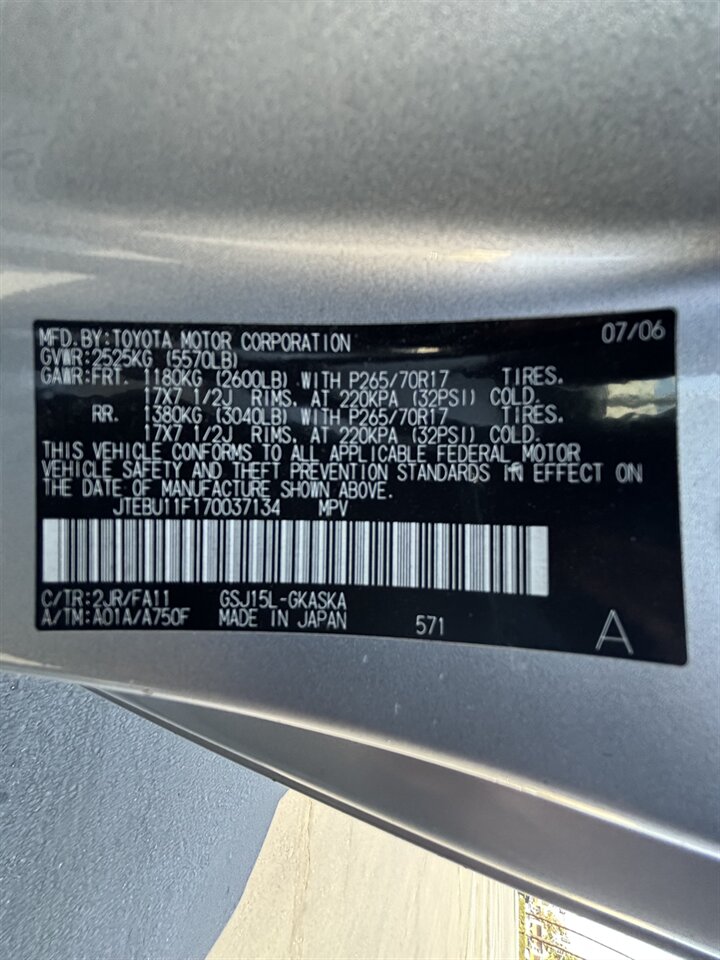 MFD.BY:TOYOTA MOTOR CORPORATION 07/06
GVWR:2525KG (5570LB)
GAWR:FRT. 1180KG (2600LB) WITH P265/70R17 TIRES.
17X7 1/2J RIMS. AT 220KPA (32PSI) COLD.
RR. 1380KG (3040LB) WITH P265/70R17 TIRES.
17X7 1/2J RIMS. AT 220KPA (32PSI) COLD.
THIS VEHICLE CONFORMS TO ALL APPLICABLE FEDERAL MOTOR
VEHICLE SAFETY AND THEFT PREVENTION STANDARDS IN EFFECT ON
THE DATE OF MANUFACTURE SHOWN ABOVE.
JTEBU11F170037134 MPV
C/TR:2JR/FA11 GSJ15L-GKASKA
A/TM:A01A/A750F MADE IN JAPAN 571 A